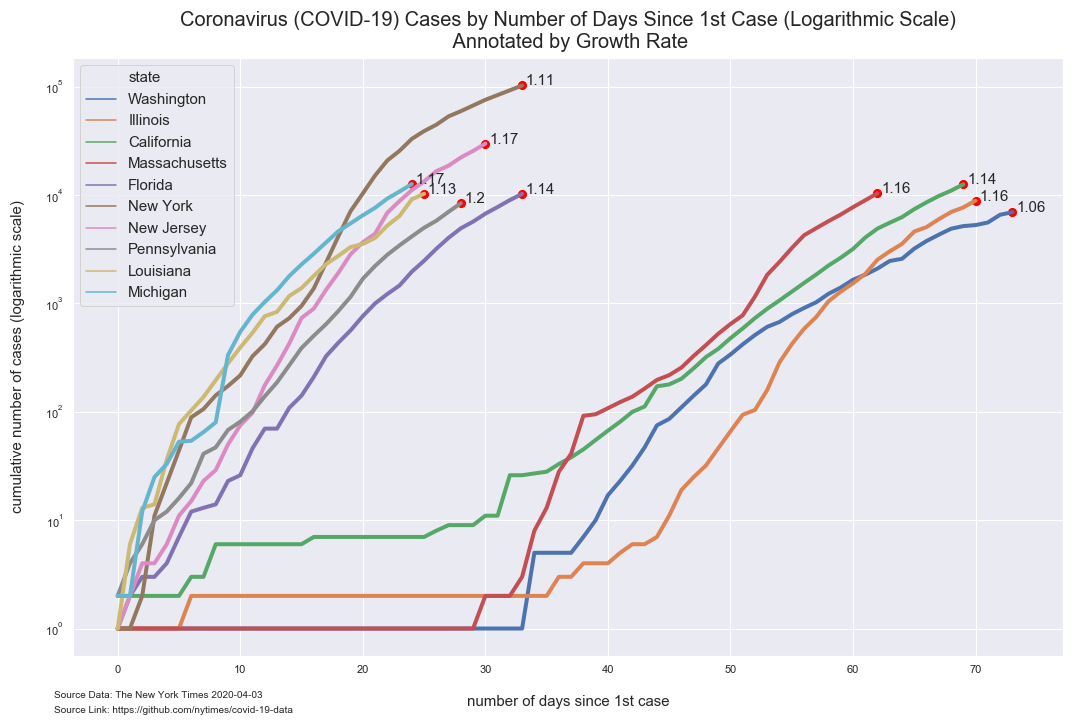 Coronavirus (COVID-19) Cases by Number of Days Since 1st Case (Logarithmic Scale)
Annotated by Growth Rate
cumulative number of cases (logarithmic scale)
10^5
10^4
10^3
10^2
10^1
10^0
state
Washington
Illinois
California
Massachusetts
Florida
New York
New Jersey
Pennsylvania
Louisiana
Michigan
1.11
1.17
1.17
1.13
1.2
1.14
1.16
1.14
1.16
1.06
0 10 20 30 40 50 60 70
number of days since 1st case
Source Data: The New York Times 2020-04-03
Source Link: https://github.com/nytimes/covid-19-data